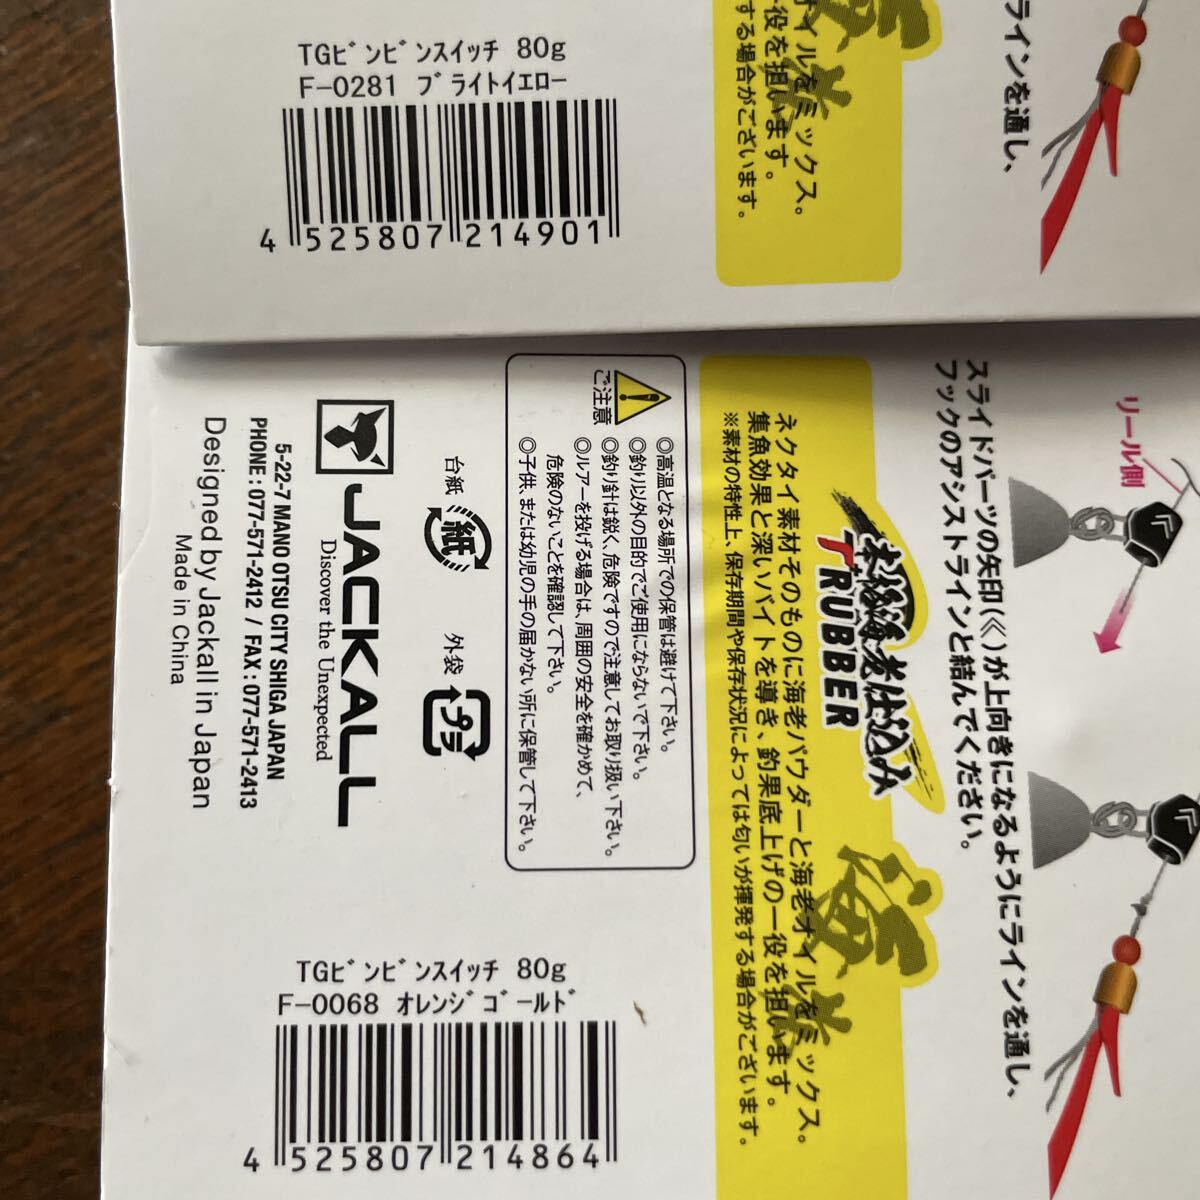 TGﾋﾞﾝﾋﾞﾝｽｲｯﾁ 80g
F-0281 ﾌﾞﾗｲﾄｲｴﾛｰ
4 525807 214901
オイルをミックス。
一役を担います。
する場合がございます。
ラインを通し、
リール側
スライドパーツの矢印(《)が上向きになるようにラインを通し、
フックのアシストラインと結んでください。
本格海老仕込み
RUBBER
ネクタイ素材そのものに海老パウダーと海老オイルをミックス。
集魚効果と深いバイトを導き、釣果底上げの一役を担います。
※素材の特性上、保存期間や保存状況によっては匂いが揮発する場合がございます。
ご注意
◎高温となる場所での保管は避けて下さい。
◎釣り以外の目的でご使用にならないで下さい。
◎釣り針は鋭く、危険ですので注意してお取り扱い下さい。
◎ルアーを投げる場合は、周囲の安全を確かめて、
危険のないことを確認して下さい。
◎子供、または幼児の手の届かない所に保管して下さい。
台紙
紙
外袋
プラ
JACKALL
Discover the Unexpected
5-22-7 MANO OTSU CITY SHIGA JAPAN
PHONE : 077-571-2412 / FAX : 077-571-2413
Designed by Jackall in Japan
Made in China
TGﾋﾞﾝﾋﾞﾝｽｲｯﾁ 80g
F-0068 ｵﾚﾝｼﾞｺﾞｰﾙﾄﾞ
4 525807 214864